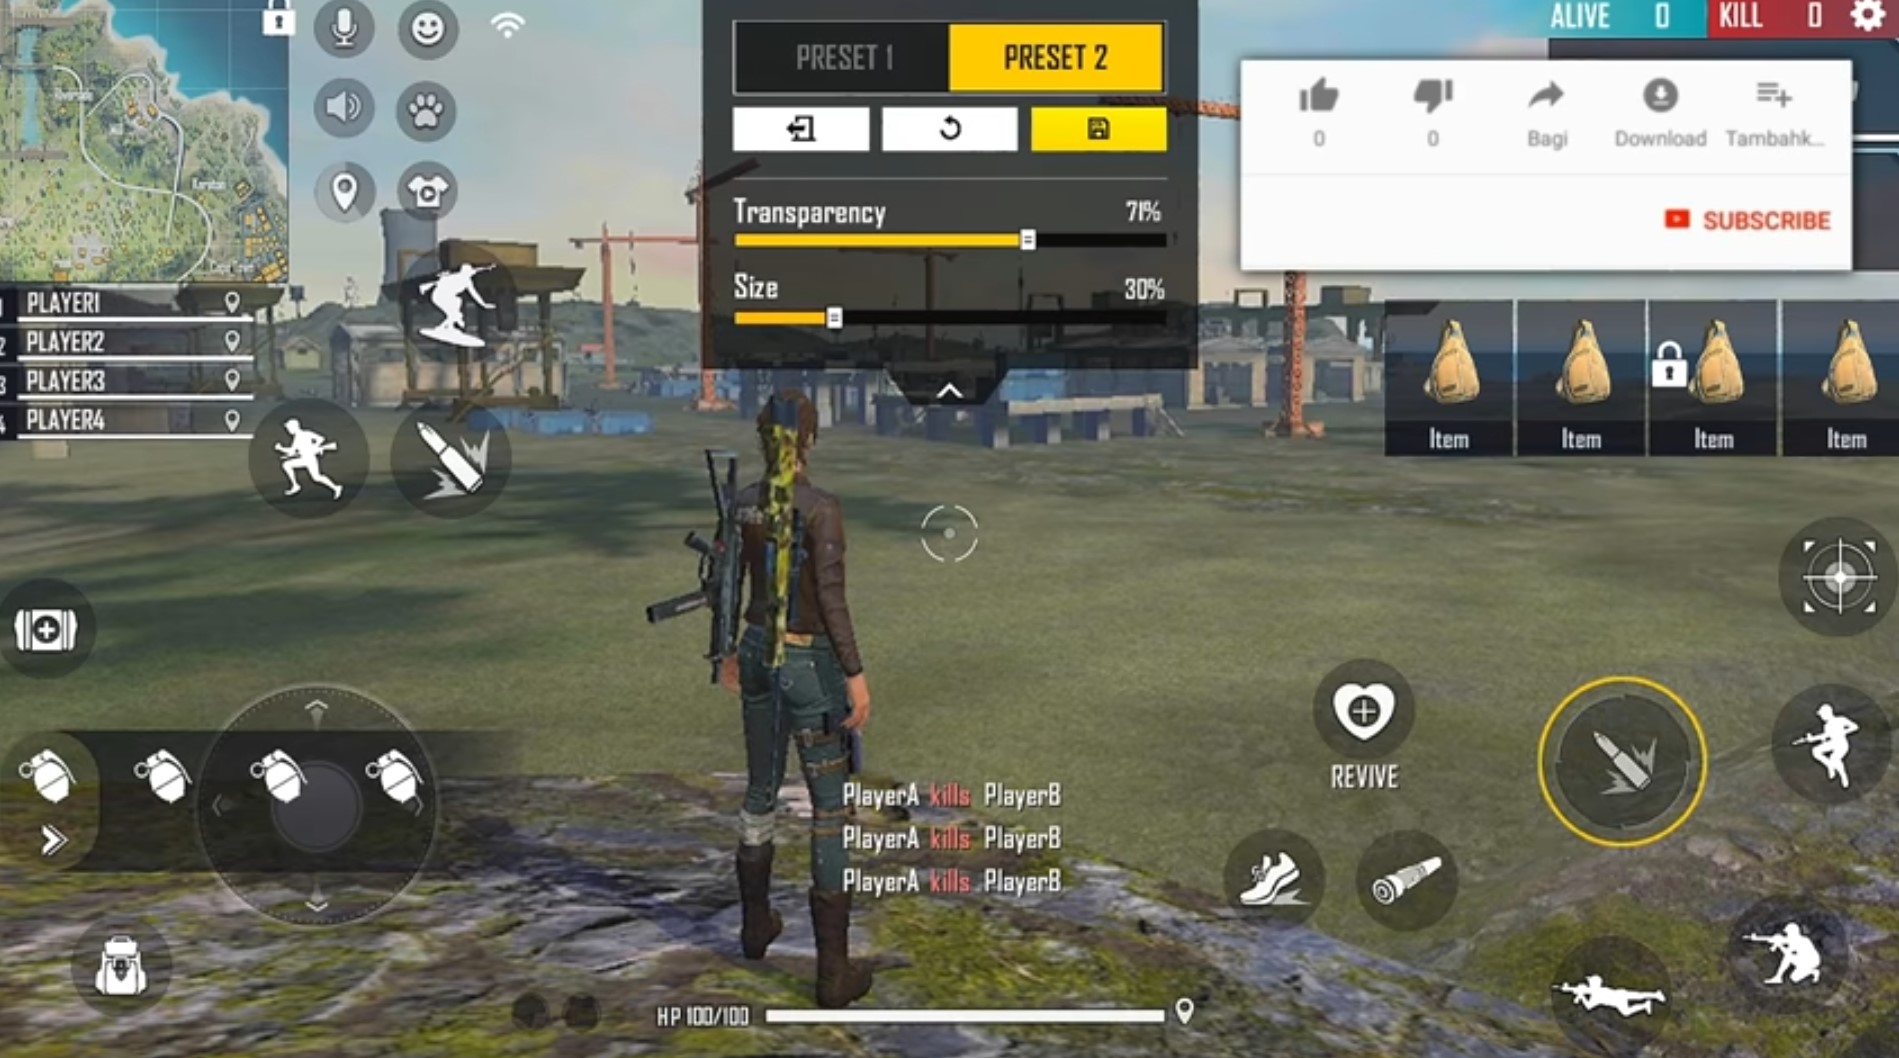 ALIVE 0 KILL 0
PRESET 1 PRESET 2
0 0 Bagi Download Tambahk...
SUBSCRIBE
Transparency 71%
Size 30%
PLAYER1
PLAYER2
PLAYER3
PLAYER4
Item Item Item Item
REVIVE
PlayerA kills PlayerB
PlayerA kills PlayerB
PlayerA kills PlayerB
HP 100/100